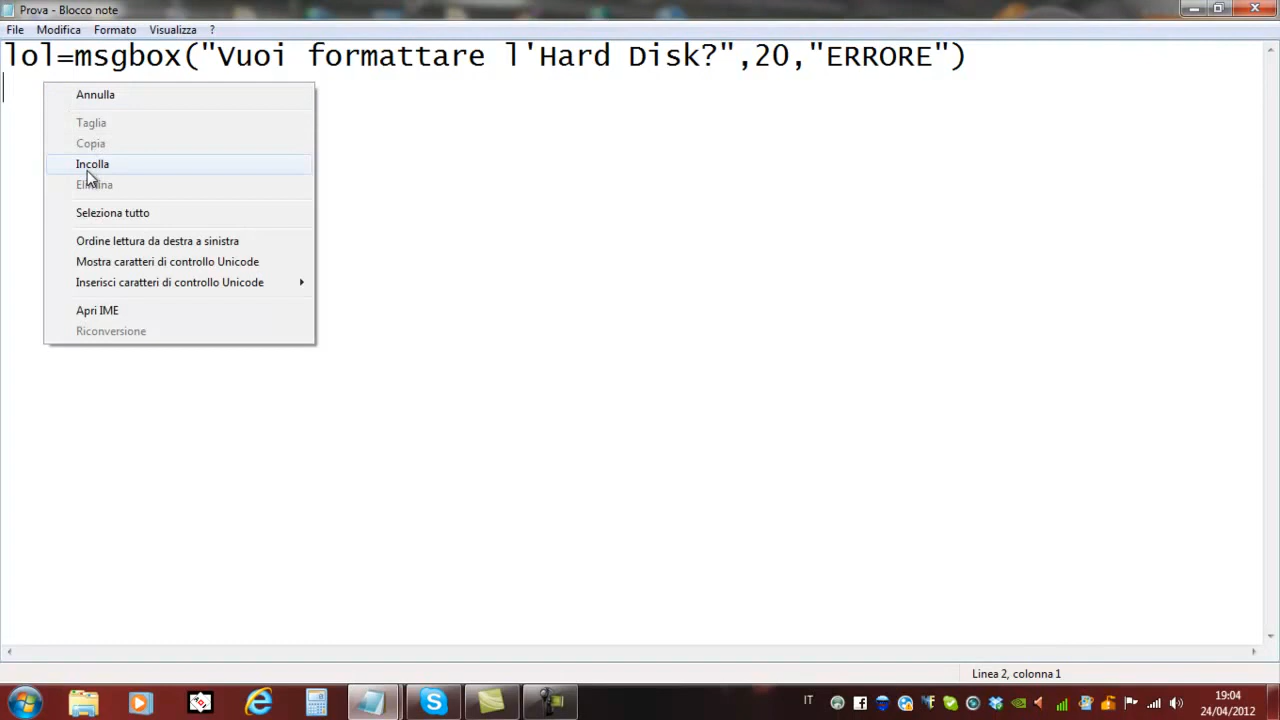 Prova - Blocco note
File Modifica Formato Visualizza ?
lol=msgbox("Vuoi formattare l'Hard Disk?",20,"ERRORE")
Annulla
Taglia
Copia
Incolla
Elimina
Seleziona tutto
Ordine lettura da destra a sinistra
Mostra caratteri di controllo Unicode
Inserisci caratteri di controllo Unicode
Apri IME
Riconversione
Linea 2, colonna 1
IT
19:04
24/04/2012